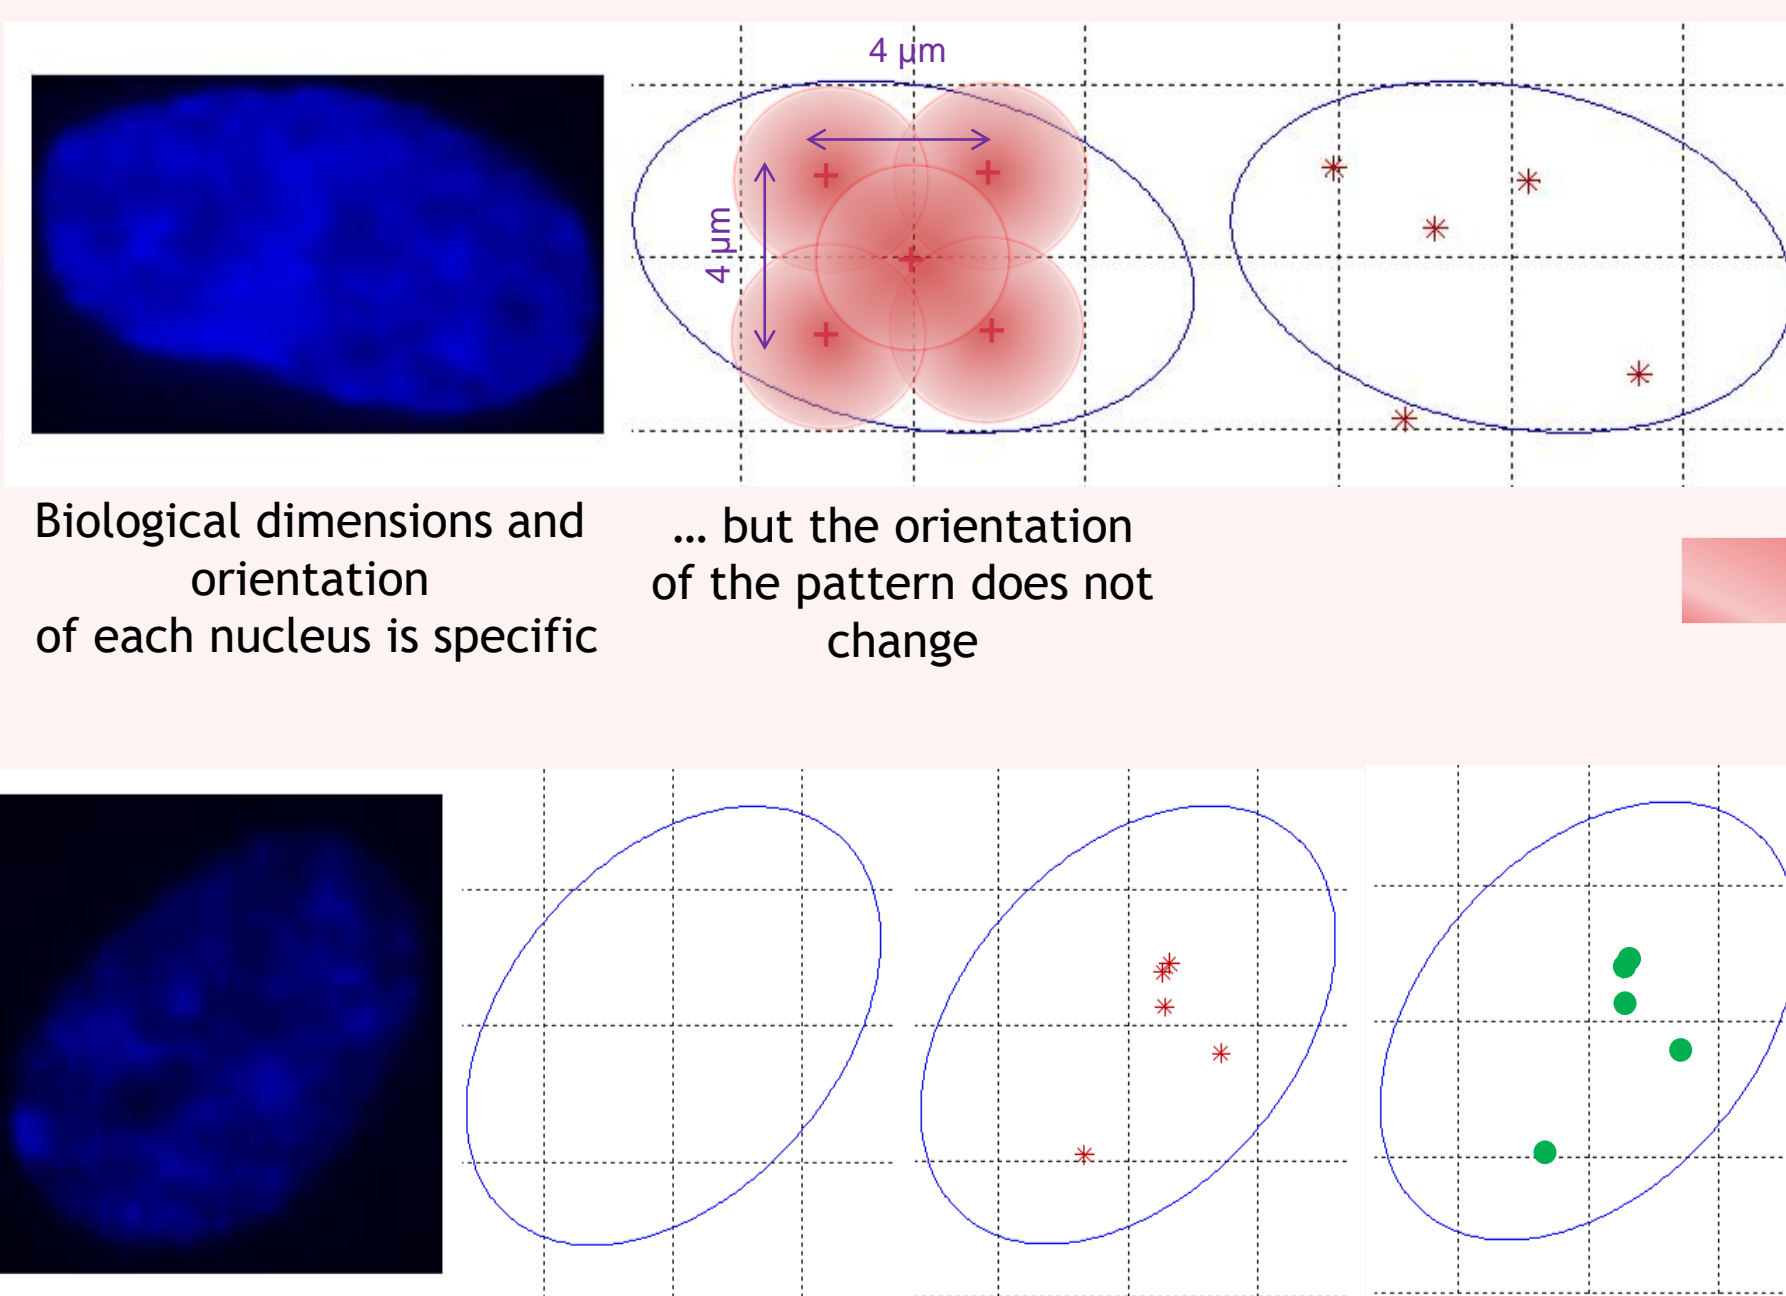 4 µm
4 µm
Biological dimensions and
orientation
of each nucleus is specific
… but the orientation
of the pattern does not
change